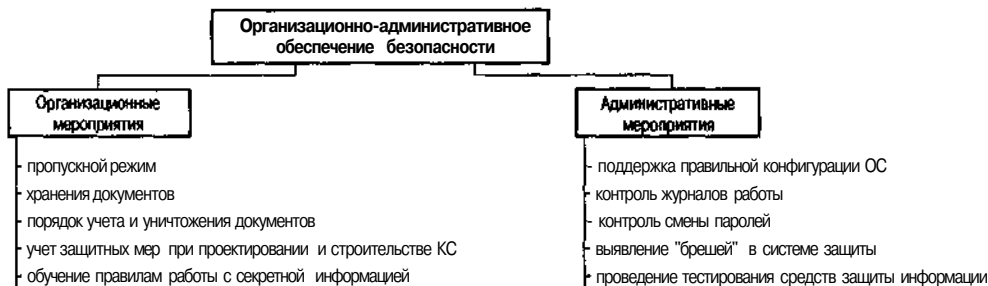 Организационно-административное
обеспечение безопасности
Организационные
мероприятия
Административные
мероприятия
пропускной режим
хранения документов
порядок учета и уничтожения документов
учет защитных мер при проектировании и строительстве КС
обучение правилам работы с секретной информацией
поддержка правильной конфигурации ОС
контроль журналов работы
контроль смены паролей
выявление "брешей" в системе защиты
проведение тестирования средств защиты информации